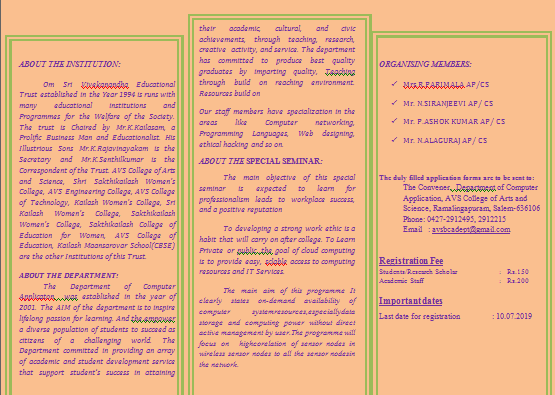 ABOUT THE INSTITUTION:
Om Sri Vivekanandha Educational
Trust established in the Year 1994 is runs with
many educational institutions and
Programmes for the Welfare of the Society.
The trust is Chaired by Mr.K.Kailasam, a
Prolific Business Man and Educationalist. His
Illustrious Sons Mr.K.Rajavinayakam is the
Secretary and Mr.K.Senthilkumar is the
Correspondent of the Trust. AVS College of Arts
and Science, Shri Sakthikailash Women's
College, AVS Engineering College, AVS College
of Technology, Kailash Women's College, Sri
Kailash Women's College, Sakthikailash
Women's College, Sakthikailash College of
Education for Women, AVS College of
Education, Kailash Maansarovar School(CBSE)
are the other Institutions of this Trust.
ABOUT THE DEPARTMENT:
The Department of Computer
Application was established in the year of
2001. The AIM of the department is to inspire
lifelong passion for learning. And the empower
a diverse population of students to succeed as
citizens of a challenging world. The
Department committed in providing an array
of academic and student development service
that support student's success in attaining
their academic, cultural, and civic
achievements, through teaching, research,
creative activity, and service. The department
has committed to produce best quality
graduates by imparting quality, Teaching
through build on reaching environment.
Resources build on
Our staff members have specialization in the
areas like Computer networking,
Programming Languages, Web designing,
ethical hacking and so on.
ABOUT THE SPECIAL SEMINAR:
The main objective of this special
seminar is expected to learn for
professionalism leads to workplace success,
and a positive reputation
To developing a strong work ethic is a
habit that will carry on after college. To Learn
Private or public, the goal of cloud computing
is to provide easy, sclable access to computing
resources and IT Services.
The main aim of this programme It
clearly states on-demand availability of
computer systemresources,especiallydata
storage and computing power without direct
active management by user.The programme will
focus on highcorelation of sensor nodes in
wireless sensor nodes to all the sensor nodesin
the network.
ORGANISING MEMBERS:
✓ Mrs.R.PARIMALA AP/CS
✓ Mr. N.SIRANJEEVI AP/ CS
✓ Mr. P.ASHOK KUMAR AP/ CS
✓ Mr. N.ALAGURAJ AP/ CS
The duly filled application forms are to be sent to:
The Convener, Department of Computer
Application, AVS College of Arts and
Science, Ramalingapuram, Salem-636106
Phone: 0427-2912495, 2912215
Email : avsbcadept@gmail.com
Registration Fee
Students/Research Scholar : Rs.150
Academic Staff : Rs.200
Importantdates
Last date for registration : 10.07.2019